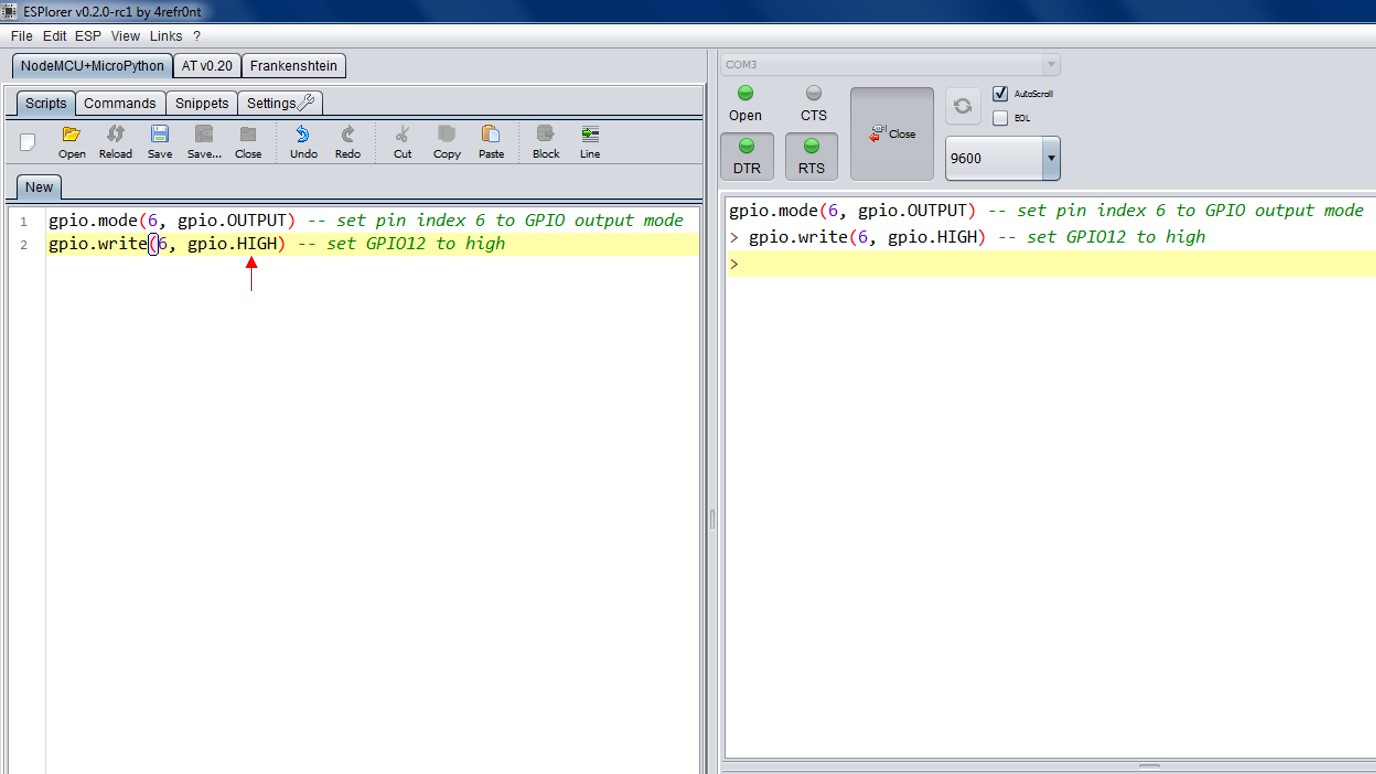 ESPlorer v0.2.0-rc1 by 4refr0nt
File Edit ESP View Links ?
NodeMCU+MicroPython AT v0.20 Frankenshtein
Scripts Commands Snippets Settings
Open Reload Save Save... Close Undo Redo Cut Copy Paste Block Line
New
1 gpio.mode(6, gpio.OUTPUT) -- set pin index 6 to GPIO output mode
2 gpio.write(6, gpio.HIGH) -- set GPIO12 to high
COM3
Open CTS Close AutoScroll
EOL
DTR RTS 9600
gpio.mode(6, gpio.OUTPUT) -- set pin index 6 to GPIO output mode
> gpio.write(6, gpio.HIGH) -- set GPIO12 to high
>